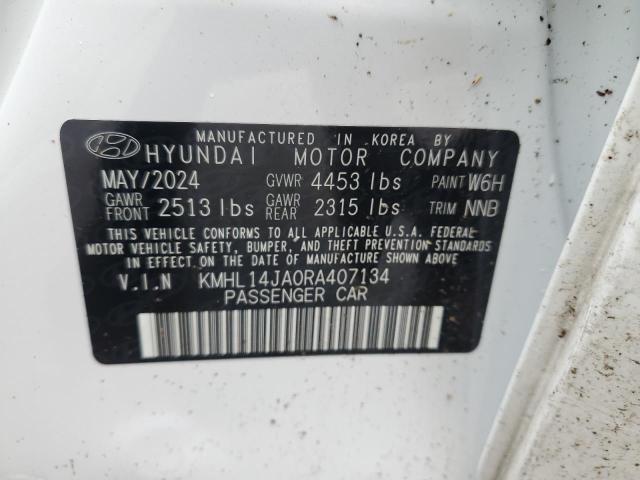 MANUFACTURED IN KOREA BY
HYUNDAI MOTOR COMPANY
MAY/2024 GVWR 4453 lbs PAINT W6H
GAWR FRONT 2513 lbs GAWR REAR 2315 lbs TRIM NNB
THIS VEHICLE CONFORMS TO ALL APPLICABLE U.S.A. FEDERAL
MOTOR VEHICLE SAFETY, BUMPER, AND THEFT PREVENTION STANDARDS
IN EFFECT ON THE DATE OF MANUFACTURE SHOWN ABOVE.
V.I.N KMHL14JA0RA407134
PASSENGER CAR